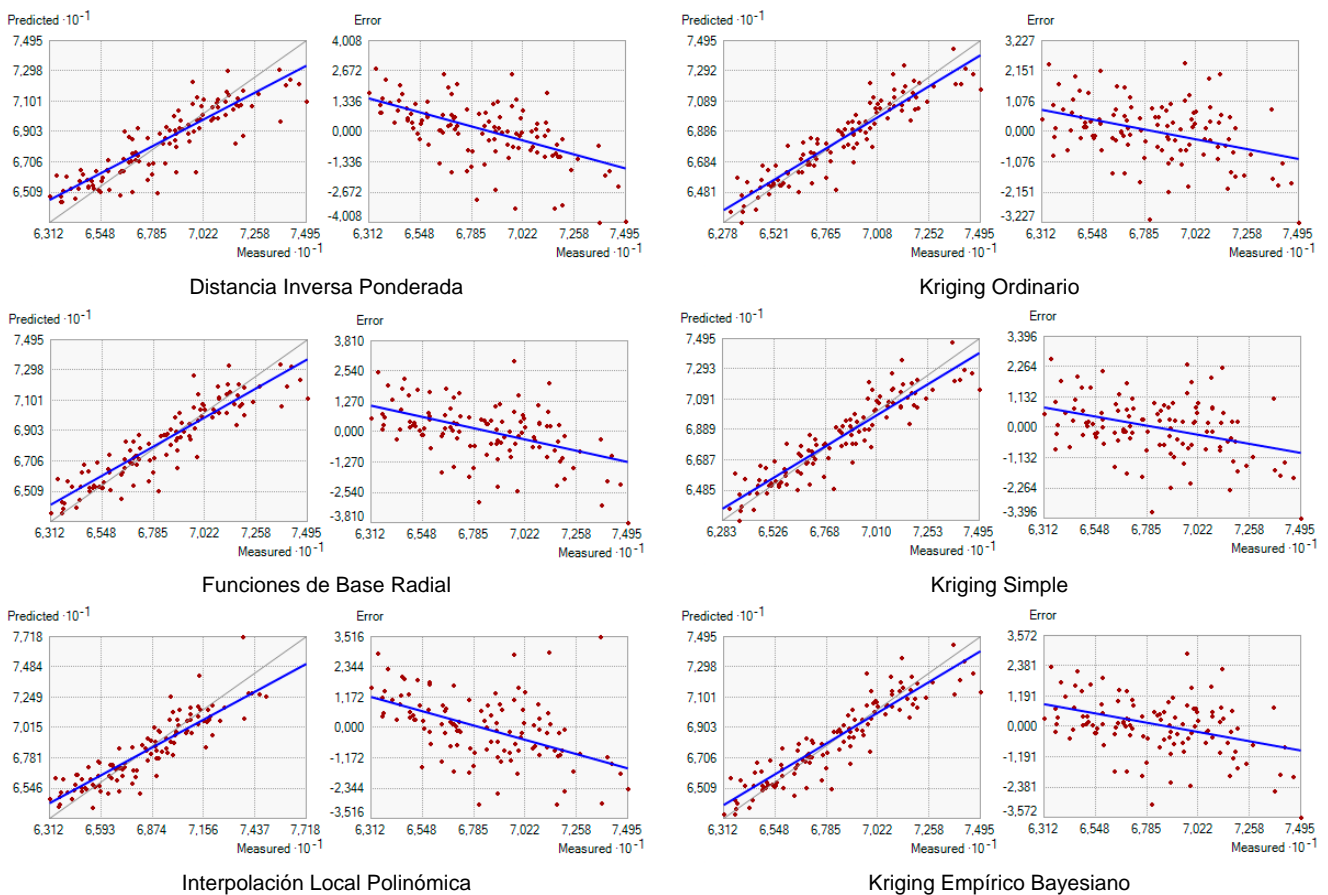 Predicted ·10⁻¹
7,495
7,298
7,101
6,903
6,706
6,509
6,312 6,548 6,785 7,022 7,258 7,495
Measured ·10⁻¹
Error
4,008
2,672
1,336
0,000
-1,336
-2,672
-4,008
6,312 6,548 6,785 7,022 7,258 7,495
Measured ·10⁻¹
Distancia Inversa Ponderada
Predicted ·10⁻¹
7,495
7,292
7,089
6,886
6,684
6,481
6,278 6,521 6,765 7,008 7,252 7,495
Measured ·10⁻¹
Error
3,227
2,151
1,076
0,000
-1,076
-2,151
-3,227
6,312 6,548 6,785 7,022 7,258 7,495
Measured ·10⁻¹
Kriging Ordinario
Predicted ·10⁻¹
7,495
7,298
7,101
6,903
6,706
6,509
6,312 6,548 6,785 7,022 7,258 7,495
Measured ·10⁻¹
Error
3,810
2,540
1,270
0,000
-1,270
-2,540
-3,810
6,312 6,548 6,785 7,022 7,258 7,495
Measured ·10⁻¹
Funciones de Base Radial
Predicted ·10⁻¹
7,495
7,293
7,091
6,889
6,687
6,485
6,283 6,526 6,768 7,010 7,253 7,495
Measured ·10⁻¹
Error
3,396
2,264
1,132
0,000
-1,132
-2,264
-3,396
6,312 6,548 6,785 7,022 7,258 7,495
Measured ·10⁻¹
Kriging Simple
Predicted ·10⁻¹
7,718
7,484
7,249
7,015
6,781
6,546
6,312 6,593 6,874 7,156 7,437 7,718
Measured ·10⁻¹
Error
3,516
2,344
1,172
0,000
-1,172
-2,344
-3,516
6,312 6,548 6,785 7,022 7,258 7,495
Measured ·10⁻¹
Interpolación Local Polinómica
Predicted ·10⁻¹
7,495
7,298
7,101
6,903
6,706
6,509
6,312 6,548 6,785 7,022 7,258 7,495
Measured ·10⁻¹
Error
3,572
2,381
1,191
0,000
-1,191
-2,381
-3,572
6,312 6,548 6,785 7,022 7,258 7,495
Measured ·10⁻¹
Kriging Empírico Bayesiano